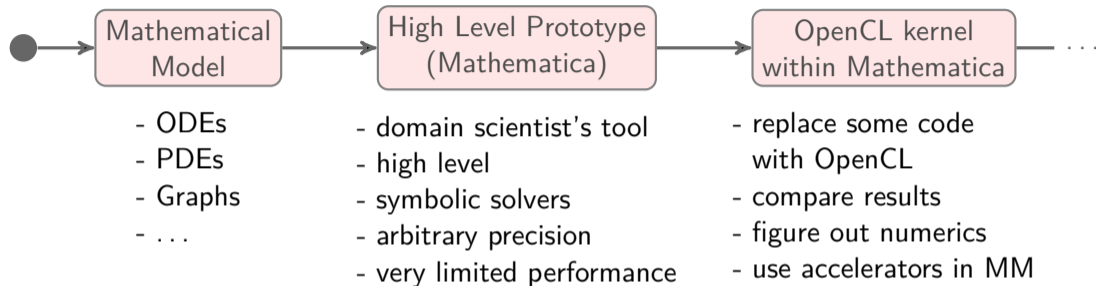 Mathematical
Model
High Level Prototype
(Mathematica)
OpenCL kernel
within Mathematica
...
- ODEs
- PDEs
- Graphs
- ...
- domain scientist's tool
- high level
- symbolic solvers
- arbitrary precision
- very limited performance
- replace some code
with OpenCL
- compare results
- figure out numerics
- use accelerators in MM